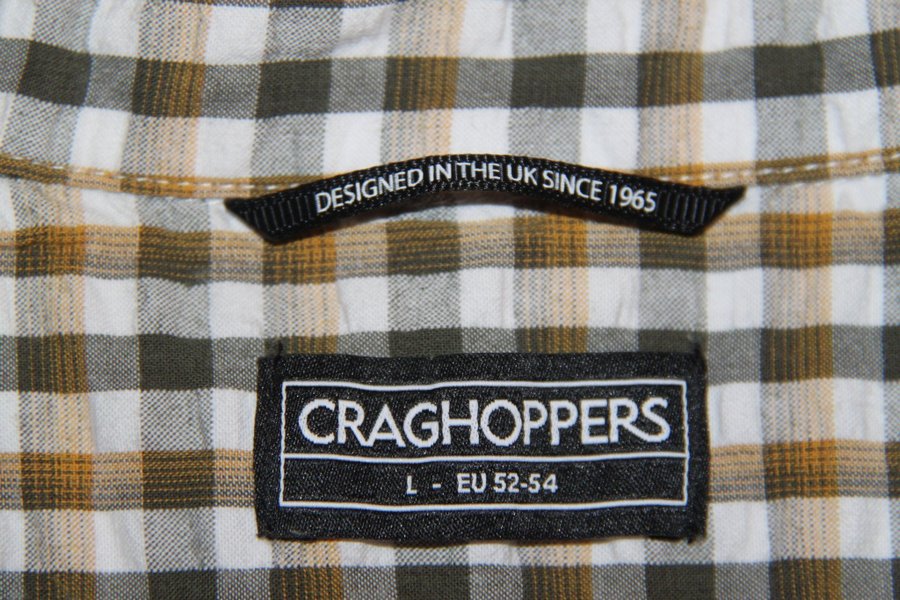 DESIGNED IN THE UK SINCE 1965
CRAGHOPPERS
L - EU 52-54